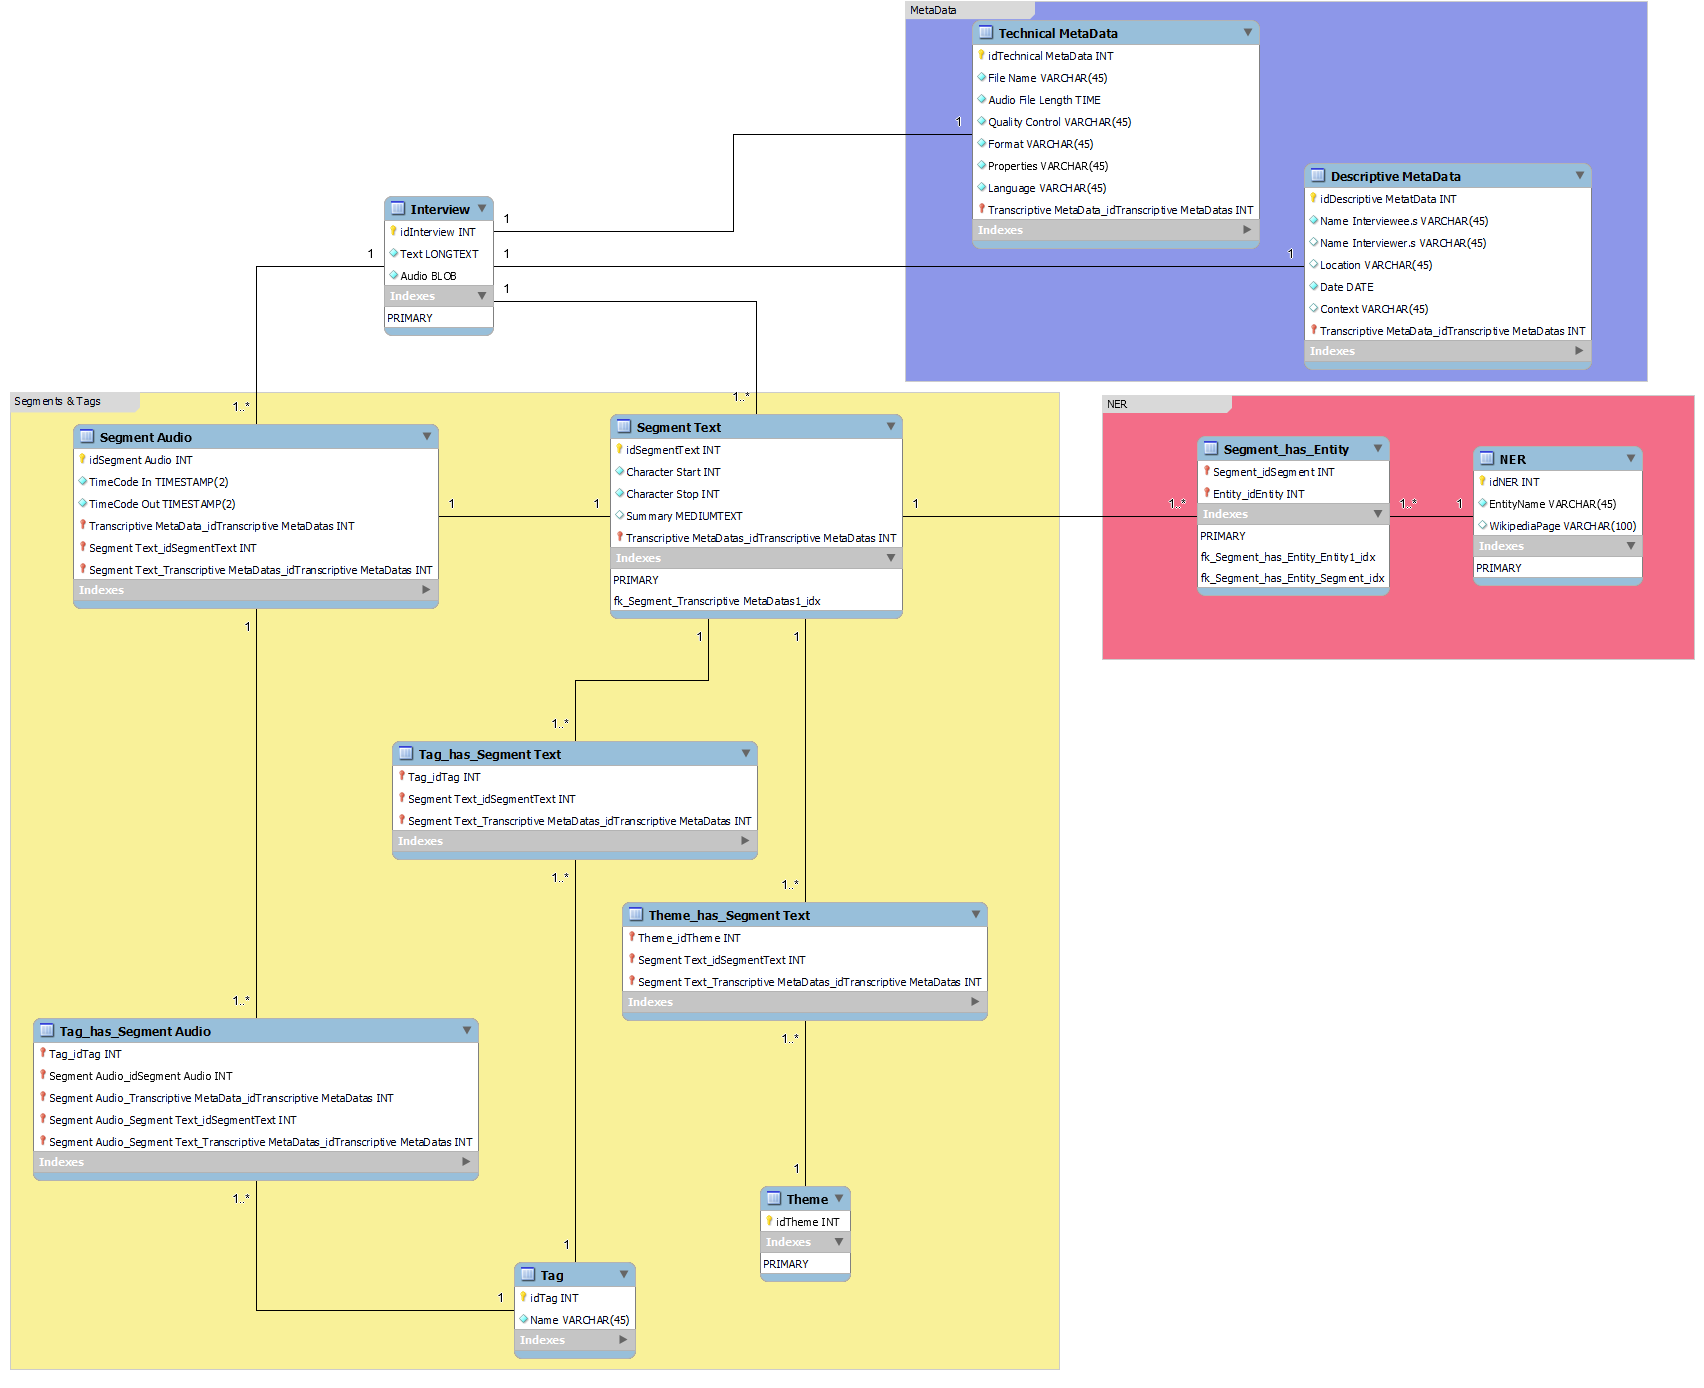 MetaData
Technical MetaData
idTechnical MetaData INT
File Name VARCHAR(45)
Audio File Length TIME
Quality Control VARCHAR(45)
Format VARCHAR(45)
Properties VARCHAR(45)
Language VARCHAR(45)
Transcriptive MetaData_idTranscriptive MetaDatas INT
Indexes
1
Descriptive MetaData
idDescriptive MetatData INT
Name Interviewee.s VARCHAR(45)
Name Interviewer.s VARCHAR(45)
Location VARCHAR(45)
Date DATE
Context VARCHAR(45)
Transcriptive MetaData_idTranscriptive MetaDatas INT
Indexes
1
Interview
idInterview INT
Text LONGTEXT
Audio BLOB
Indexes
PRIMARY
1
1
1
1
Segments & Tags
1..*
1..*
Segment Audio
idSegment Audio INT
TimeCode In TIMESTAMP(2)
TimeCode Out TIMESTAMP(2)
Transcriptive MetaData_idTranscriptive MetaDatas INT
Segment Text_idSegmentText INT
Segment Text_Transcriptive MetaDatas_idTranscriptive MetaDatas INT
Indexes
1
1
1
Segment Text
idSegmentText INT
Character Start INT
Character Stop INT
Summary MEDIUMTEXT
Transcriptive MetaDatas_idTranscriptive MetaDatas INT
Indexes
PRIMARY
fk_Segment_Transcriptive MetaDatas1_idx
1
1
1
NER
Segment_has_Entity
Segment_idSegment INT
Entity_idEntity INT
Indexes
PRIMARY
fk_Segment_has_Entity_Entity1_idx
fk_Segment_has_Entity_Segment_idx
1..*
1..*
1
NER
idNER INT
EntityName VARCHAR(45)
WikipediaPage VARCHAR(100)
Indexes
PRIMARY
1..*
Tag_has_Segment Text
Tag_idTag INT
Segment Text_idSegmentText INT
Segment Text_Transcriptive MetaDatas_idTranscriptive MetaDatas INT
Indexes
1..*
1..*
Theme_has_Segment Text
Theme_idTheme INT
Segment Text_idSegmentText INT
Segment Text_Transcriptive MetaDatas_idTranscriptive MetaDatas INT
Indexes
1..*
1..*
Tag_has_Segment Audio
Tag_idTag INT
Segment Audio_idSegment Audio INT
Segment Audio_Transcriptive MetaData_idTranscriptive MetaDatas INT
Segment Audio_Segment Text_idSegmentText INT
Segment Audio_Segment Text_Transcriptive MetaDatas_idTranscriptive MetaDatas INT
Indexes
1..*
1
Theme
idTheme INT
Indexes
PRIMARY
1
1
Tag
idTag INT
Name VARCHAR(45)
Indexes